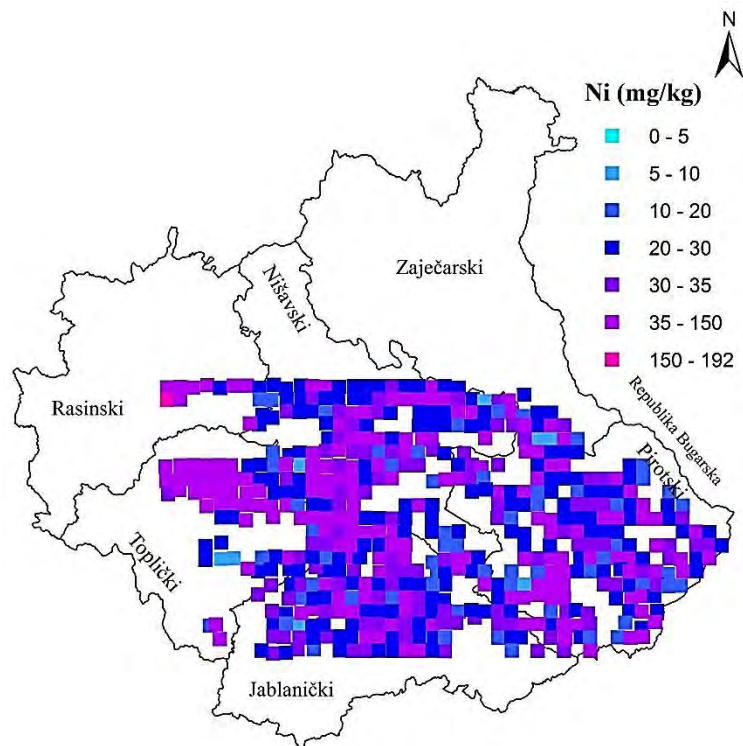 N
Ni (mg/kg)
0 - 5
5 - 10
10 - 20
20 - 30
30 - 35
35 - 150
150 - 192
Zaječarski
Nišavski
Rasinski
Republika Bugarska
Pirotski
Toplički
Jablanički